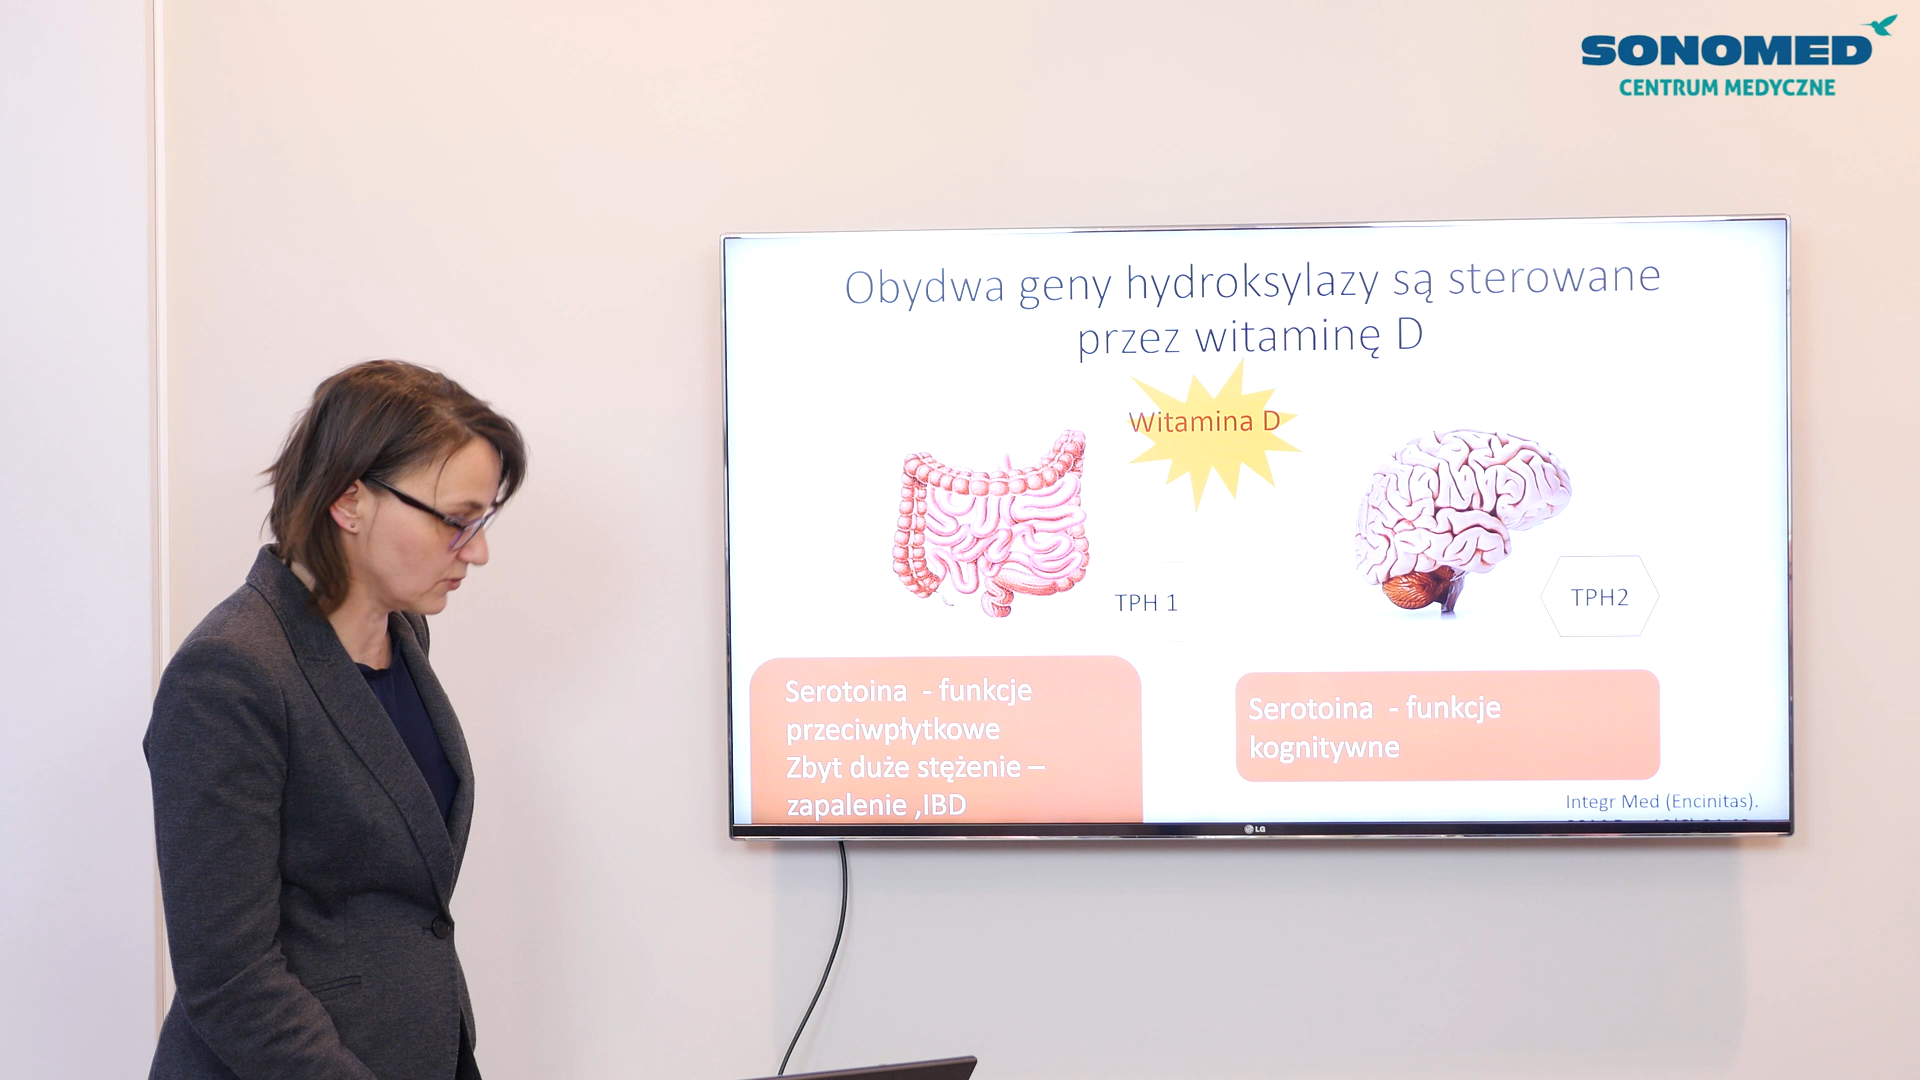 SONOMED
CENTRUM MEDYCZNE
Obydwa geny hydroksylazy są sterowane
przez witaminę D
Witamina D
TPH 1
TPH2
Serotoina - funkcje
przeciwpłytkowe
Zbyt duże stężenie –
zapalenie ,IBD
Serotoina - funkcje
kognitywne
Integr Med (Encinitas).
LG